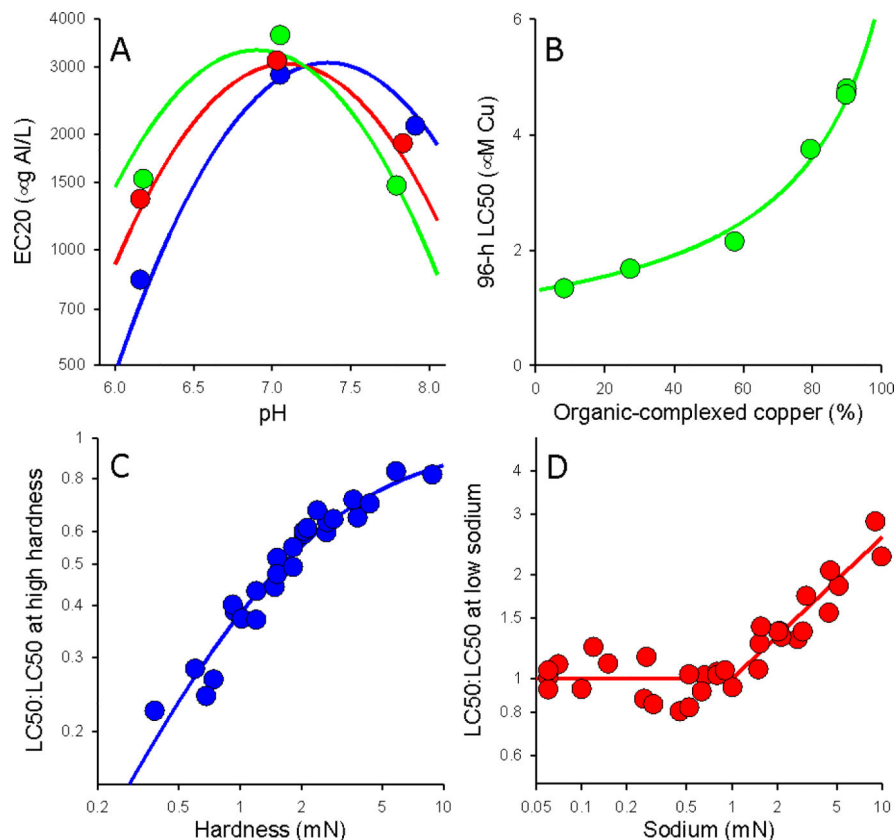 A
EC20 (∝g Al/L)
4000
3000
2000
1500
1000
700
500
6.0 6.5 7.0 7.5 8.0
pH
B
96-h LC50 (∝M Cu)
6
4
2
0
0 20 40 60 80 100
Organic-complexed copper (%)
C
LC50:LC50 at high hardness
1
0.8
0.6
0.5
0.4
0.3
0.2
0.2 0.5 1 2 5 10
Hardness (mN)
D
LC50:LC50 at low sodium
4
3
2
1.5
1
0.8
0.6
0.05 0.1 0.2 0.5 1 2 5 10
Sodium (mN)